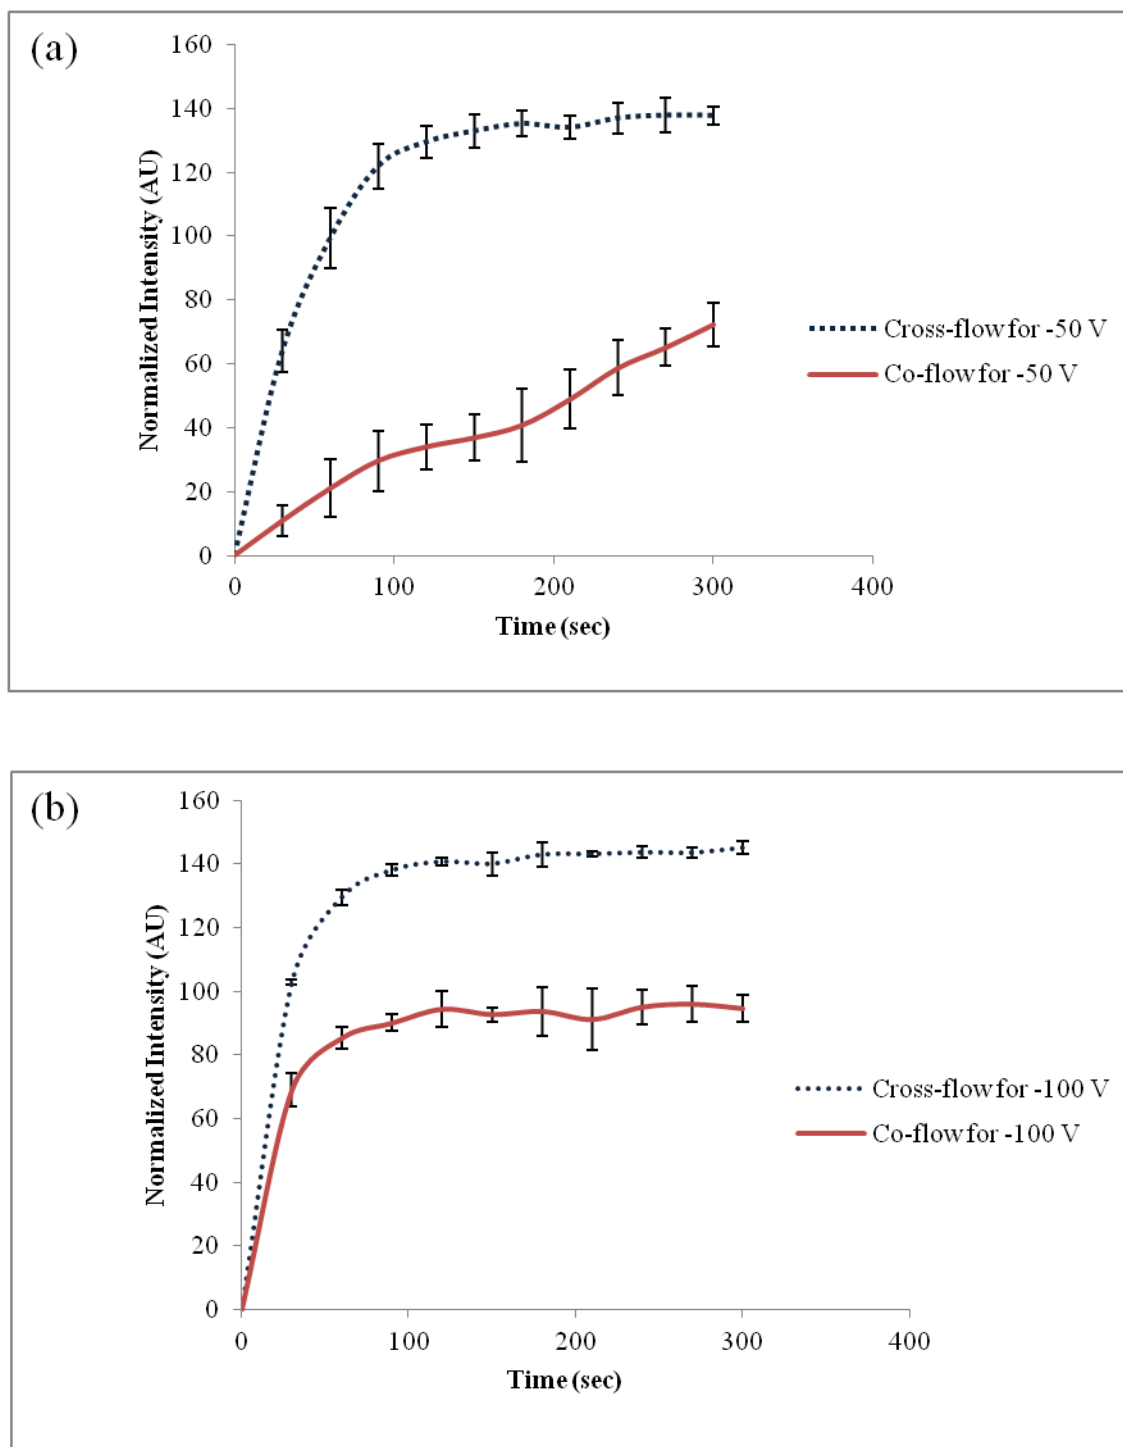 (a)
160
140
120
100
80
60
40
20
0
Normalized Intensity (AU)
0 100 200 300 400
Time (sec)
Cross-flow for -50 V
Co-flow for -50 V
(b)
160
140
120
100
80
60
40
20
0
Normalized Intensity (AU)
0 100 200 300 400
Time (sec)
Cross-flow for -100 V
Co-flow for -100 V